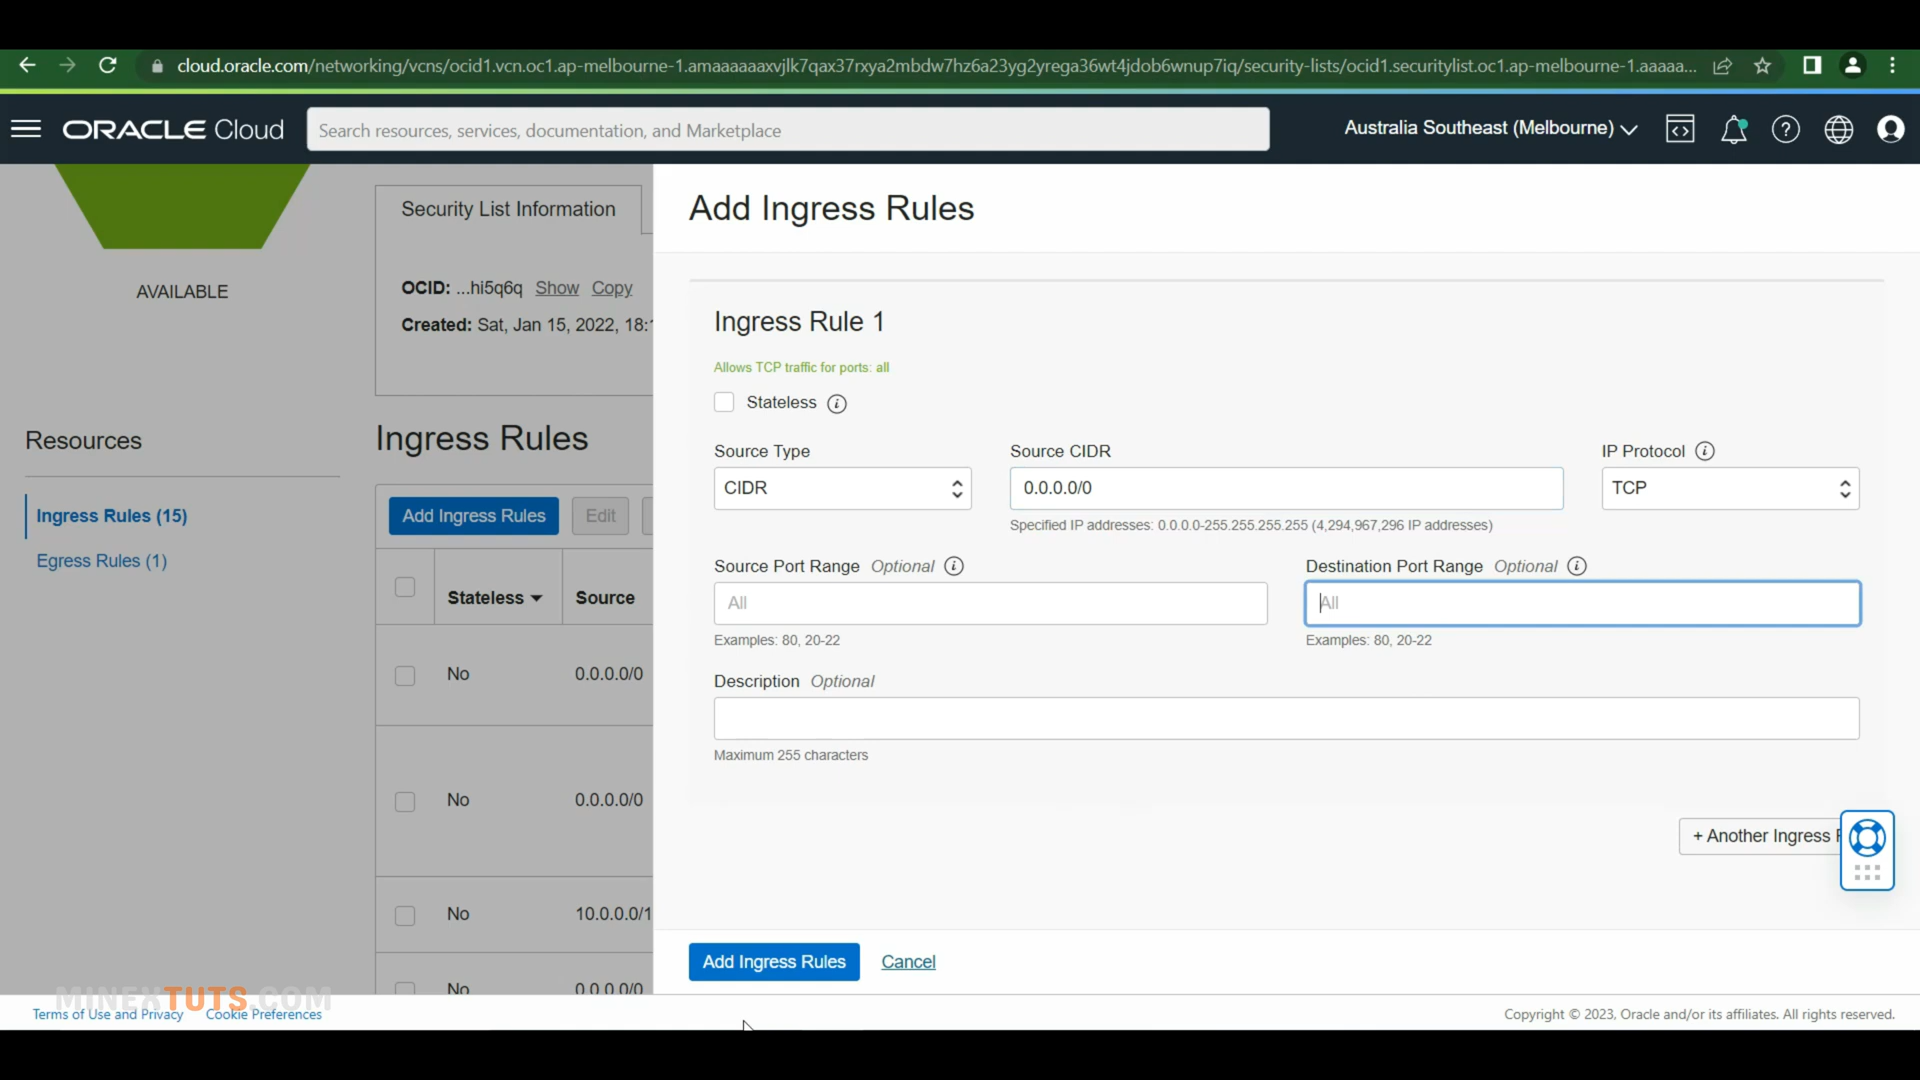 cloud.oracle.com/networking/vcns/ocid1.vcn.oc1.ap-melbourne-1.amaaaaaaxvjlk7qax37rxya2mbdw7hz6a23yg2yrega36wt4jdob6wnup7iq/security-lists/ocid1.securitylist.oc1.ap-melbourne-1.aaaaa...
ORACLE Cloud
Search resources, services, documentation, and Marketplace
Australia Southeast (Melbourne)
AVAILABLE
Resources
Ingress Rules (15)
Egress Rules (1)
Security List Information
OCID: ...hi5q6q Show Copy
Created: Sat, Jan 15, 2022, 18:
Ingress Rules
Add Ingress Rules
Edit
Stateless
Source
No
0.0.0.0/0
No
0.0.0.0/0
No
10.0.0.0/1
No
0.0.0.0/0
Add Ingress Rules
Ingress Rule 1
Allows TCP traffic for ports: all
Stateless
Source Type
CIDR
Source CIDR
0.0.0.0/0
Specified IP addresses: 0.0.0.0-255.255.255.255 (4,294,967,296 IP addresses)
IP Protocol
TCP
Source Port Range Optional
All
Examples: 80, 20-22
Destination Port Range Optional
All
Examples: 80, 20-22
Description Optional
Maximum 255 characters
+ Another Ingress
Add Ingress Rules
Cancel
MINEXTUTS.COM
Terms of Use and Privacy
Cookie Preferences
Copyright © 2023, Oracle and/or its affiliates. All rights reserved.